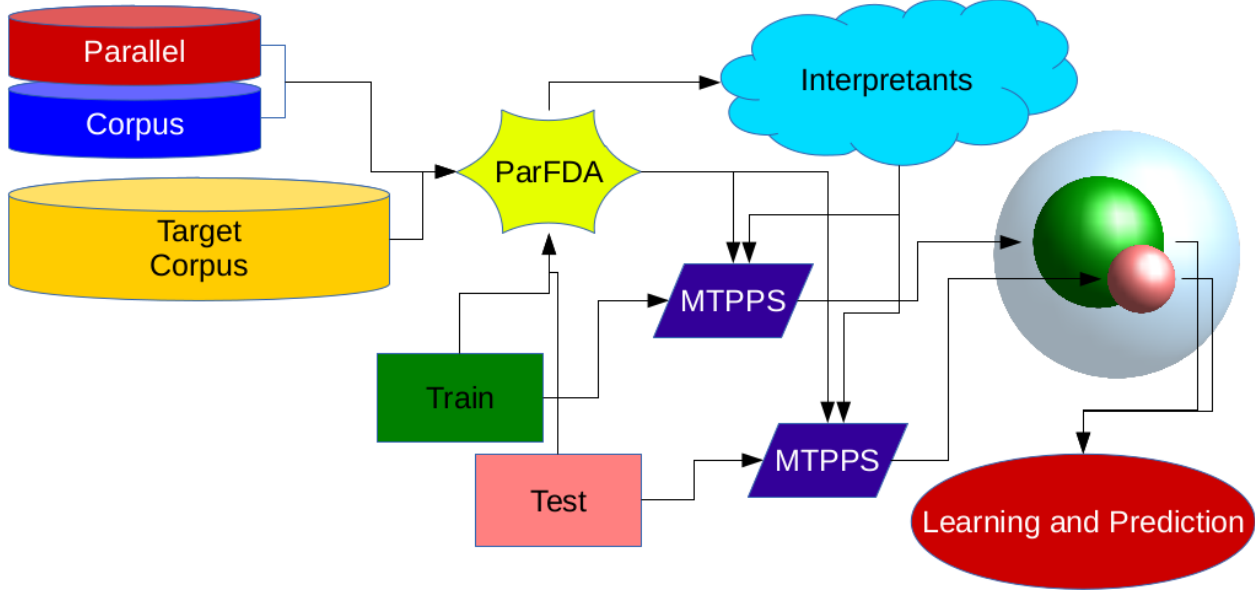 Parallel
Corpus
Interpretants
ParFDA
Target
Corpus
MTPPS
Train
MTPPS
Test
Learning and Prediction